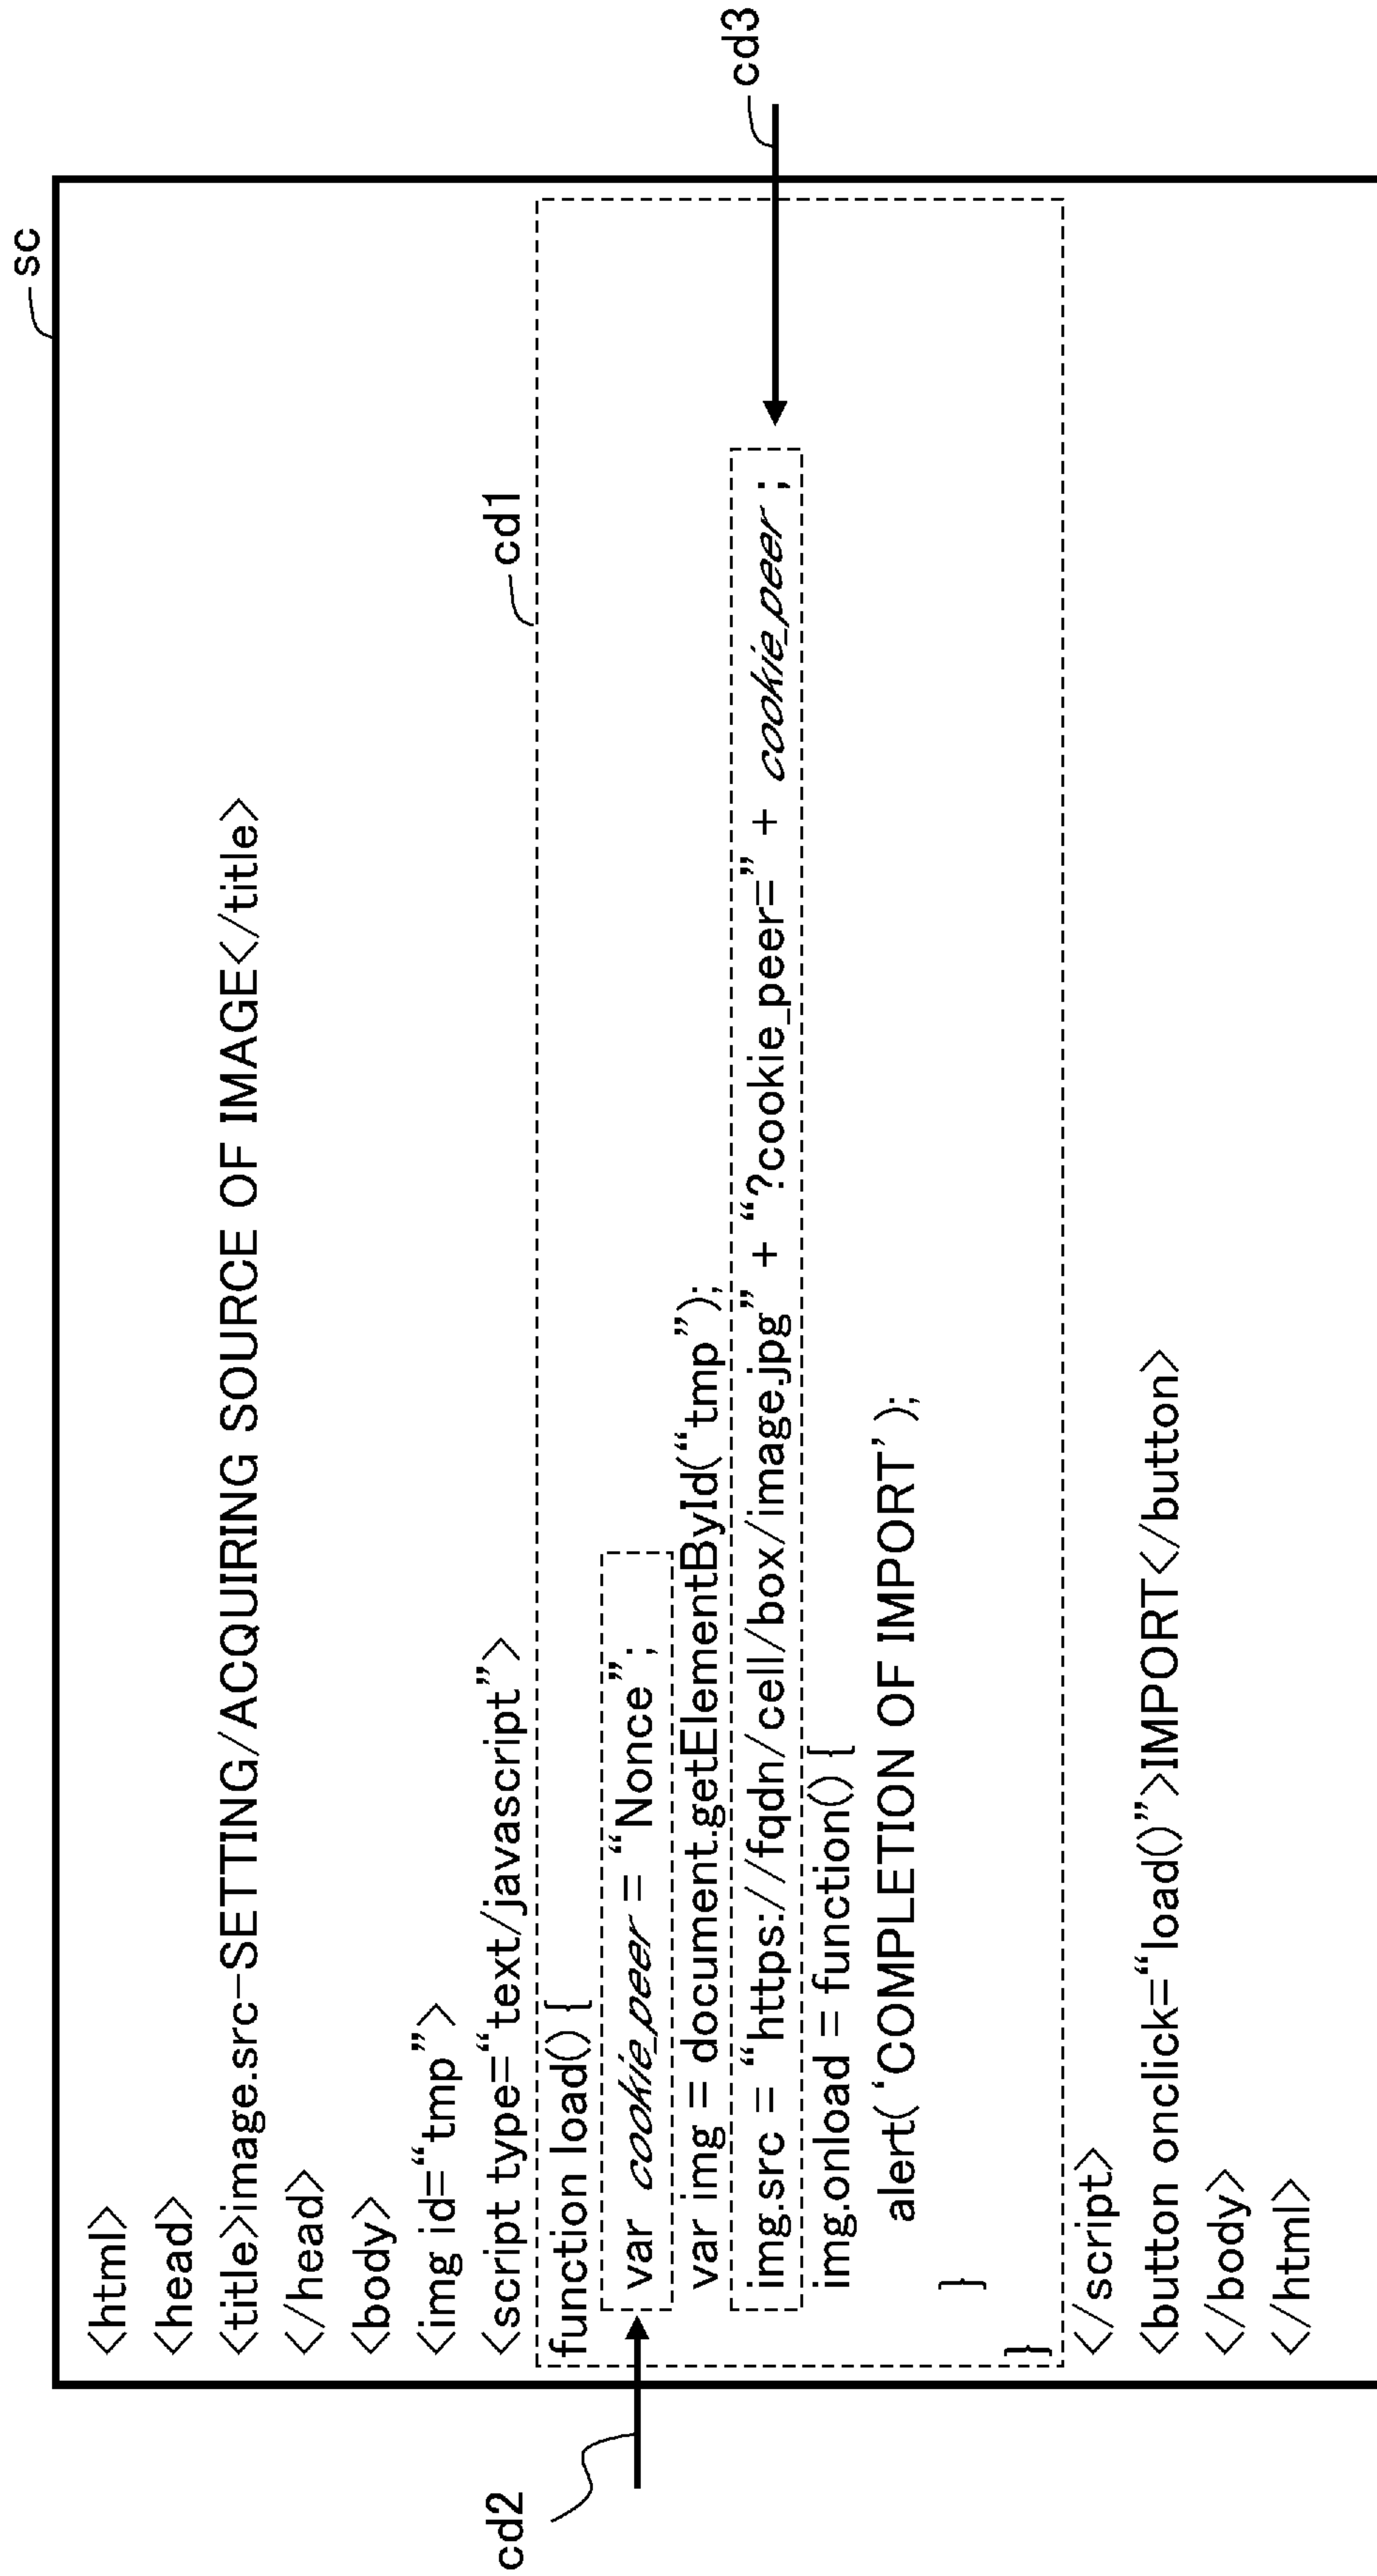 sc
<html>
<head>
<title>image.src-SETTING/ACQUIRING SOURCE OF IMAGE</title>
</head>
<body>
<img id=“tmp”>
<script type=“text/javascript”>
cd1
function load() {
cd2
var cookie_peer = “Nonce”;
var img = document.getElementById(“tmp”);
img.src = “https://fqdn/cell/box/image.jpg” + “?cookie_peer=” + cookie_peer ;
cd3
img.onload = function() {
alert(‘COMPLETION OF IMPORT’);
}
}
</script>
<button onclick=“load()”>IMPORT</button>
</body>
</html>